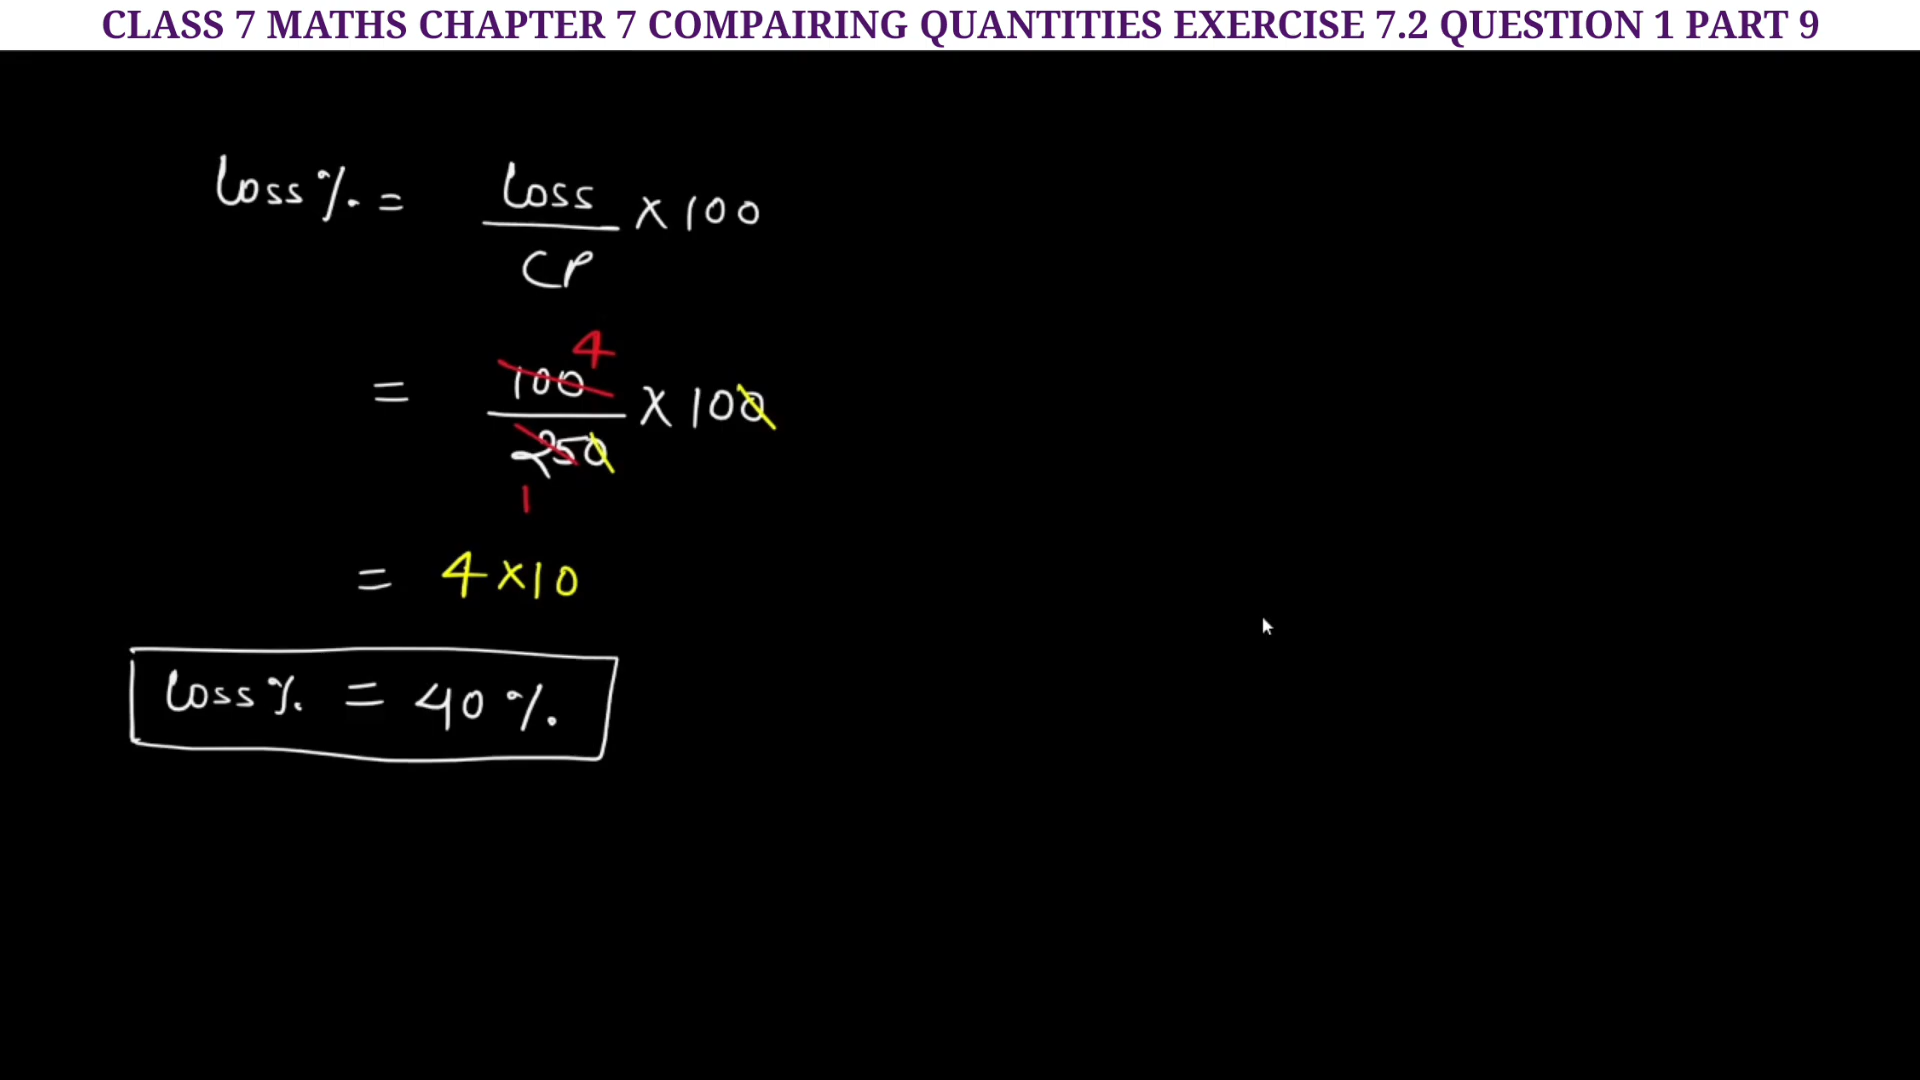 CLASS 7 MATHS CHAPTER 7 COMPAIRING QUANTITIES EXERCISE 7.2 QUESTION 1 PART 9
Loss % = Loss × 100
CP
= 100 4 × 100
250
1
= 4 × 10
Loss % = 40 %